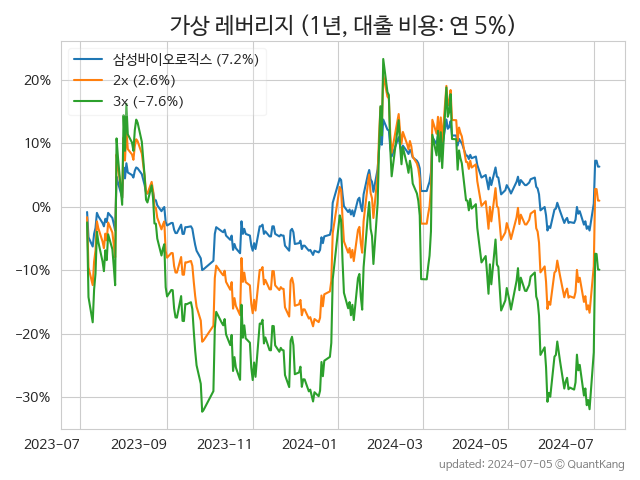 가상 레버리지 (1년, 대출 비용: 연 5%)
삼성바이오로직스 (7.2%)
2x (2.6%)
3x (−7.6%)
20%
10%
0%
−10%
−20%
−30%
2023-07 2023-09 2023-11 2024-01 2024-03 2024-05 2024-07
updated: 2024-07-05 © QuantKang